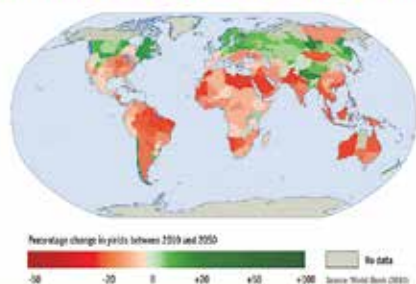 Percentage change in yields between 2010 and 2050
-50 -20 0 +20 +50 +100
No data
Source: World Bank (2010).